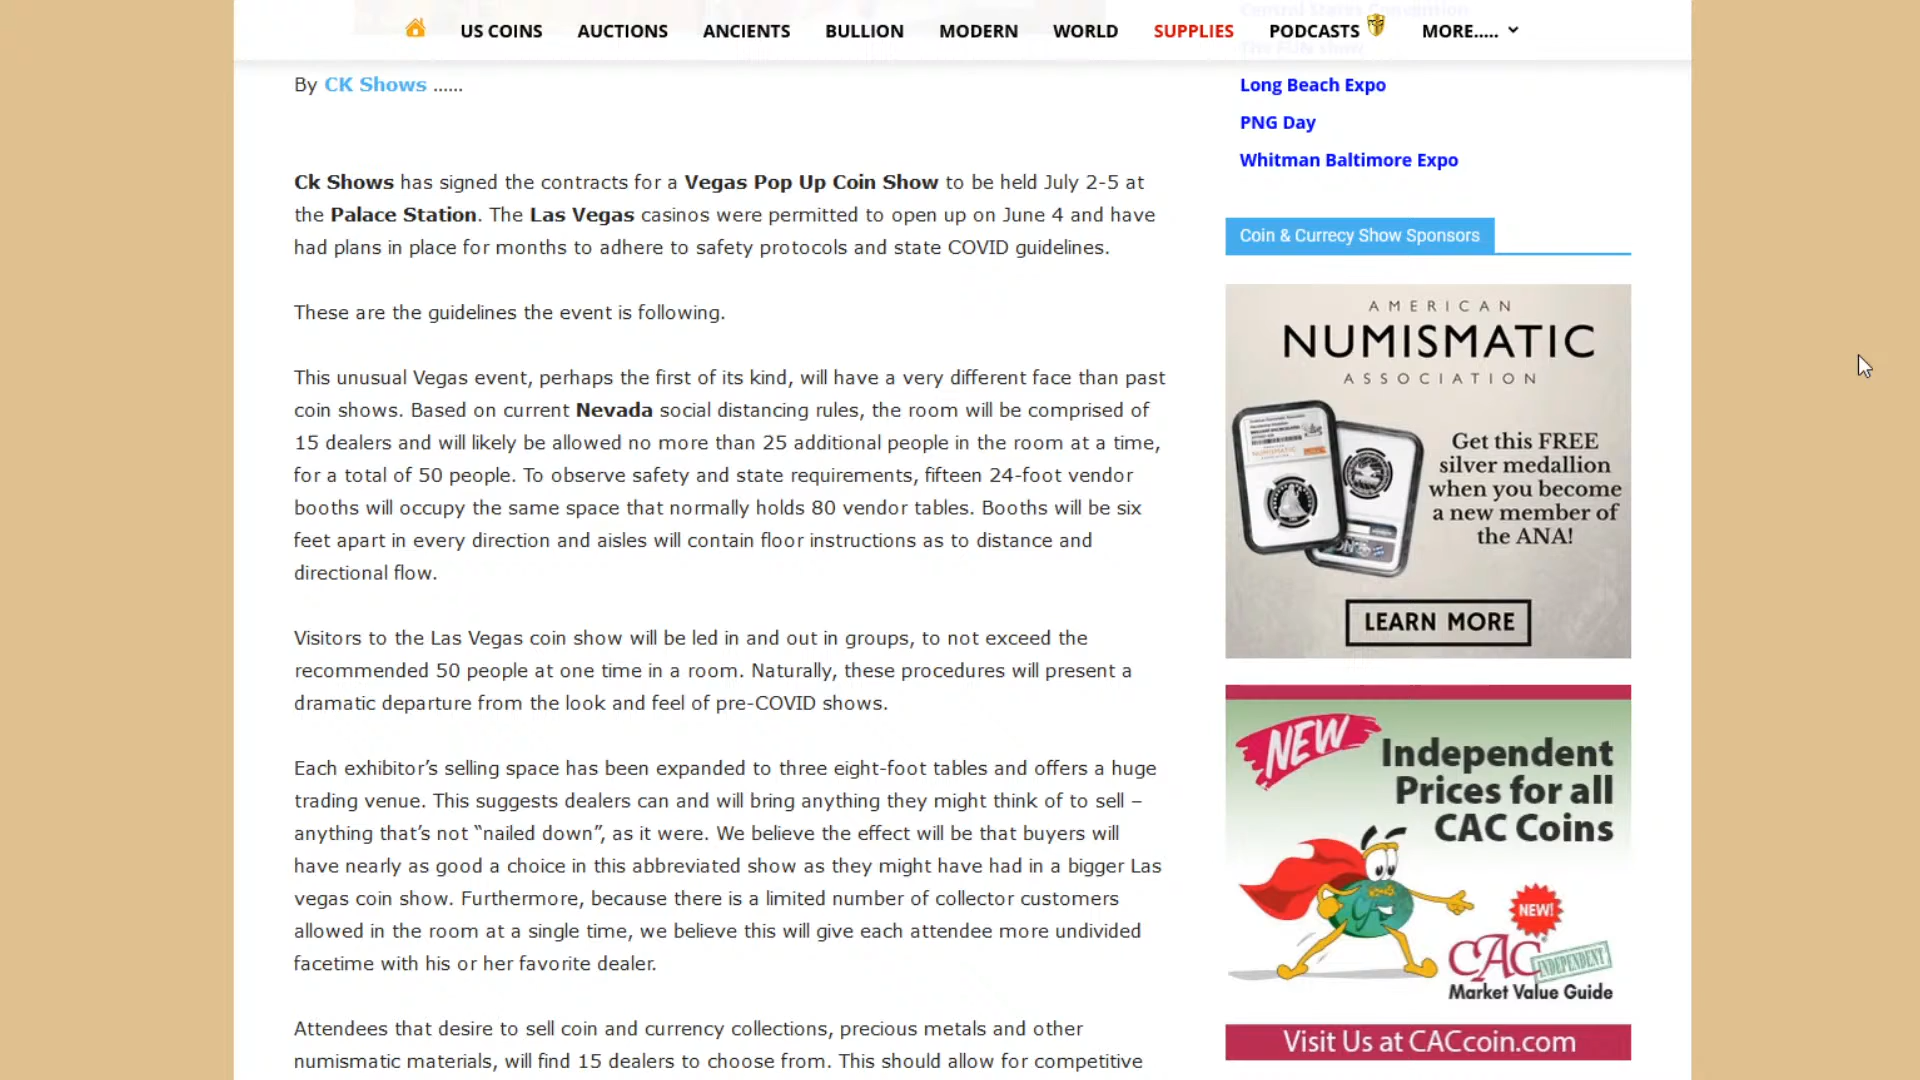 US COINS AUCTIONS ANCIENTS BULLION MODERN WORLD SUPPLIES PODCASTS MORE.....
By CK Shows ......
Ck Shows has signed the contracts for a Vegas Pop Up Coin Show to be held July 2-5 at
the Palace Station. The Las Vegas casinos were permitted to open up on June 4 and have
had plans in place for months to adhere to safety protocols and state COVID guidelines.
These are the guidelines the event is following.
This unusual Vegas event, perhaps the first of its kind, will have a very different face than past
coin shows. Based on current Nevada social distancing rules, the room will be comprised of
15 dealers and will likely be allowed no more than 25 additional people in the room at a time,
for a total of 50 people. To observe safety and state requirements, fifteen 24-foot vendor
booths will occupy the same space that normally holds 80 vendor tables. Booths will be six
feet apart in every direction and aisles will contain floor instructions as to distance and
directional flow.
Visitors to the Las Vegas coin show will be led in and out in groups, to not exceed the
recommended 50 people at one time in a room. Naturally, these procedures will present a
dramatic departure from the look and feel of pre-COVID shows.
Each exhibitor’s selling space has been expanded to three eight-foot tables and offers a huge
trading venue. This suggests dealers can and will bring anything they might think of to sell –
anything that’s not “nailed down”, as it were. We believe the effect will be that buyers will
have nearly as good a choice in this abbreviated show as they might have had in a bigger Las
vegas coin show. Furthermore, because there is a limited number of collector customers
allowed in the room at a single time, we believe this will give each attendee more undivided
facetime with his or her favorite dealer.
Attendees that desire to sell coin and currency collections, precious metals and other
numismatic materials, will find 15 dealers to choose from. This should allow for competitive
Central States Convention
The FUN Show
Long Beach Expo
PNG Day
Whitman Baltimore Expo
Coin & Currecy Show Sponsors
AMERICAN
NUMISMATIC
ASSOCIATION
Get this FREE
silver medallion
when you become
a new member of
the ANA!
LEARN MORE
NEW
Independent
Prices for all
CAC Coins
NEW!
CAC INDEPENDENT
Market Value Guide
Visit Us at CACcoin.com